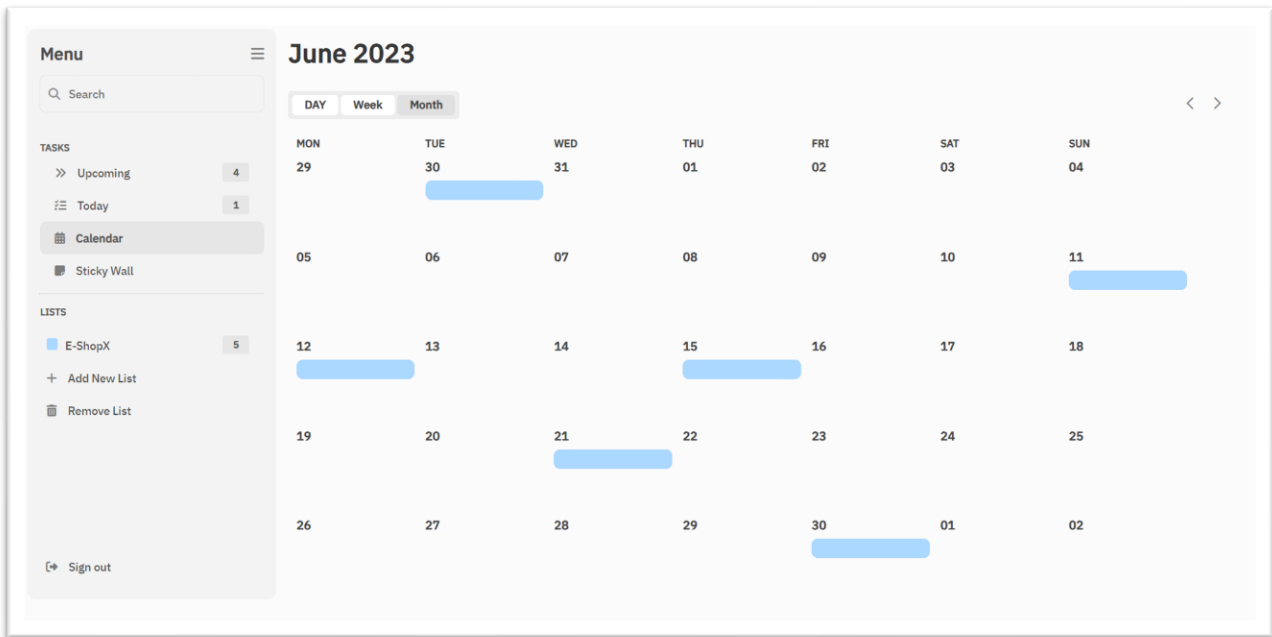 Menu
Search
TASKS
Upcoming 4
Today 1
Calendar
Sticky Wall
LISTS
E-ShopX 5
Add New List
Remove List
Sign out
June 2023
DAY Week Month
MON TUE WED THU FRI SAT SUN
29 30 31 01 02 03 04
05 06 07 08 09 10 11
12 13 14 15 16 17 18
19 20 21 22 23 24 25
26 27 28 29 30 01 02